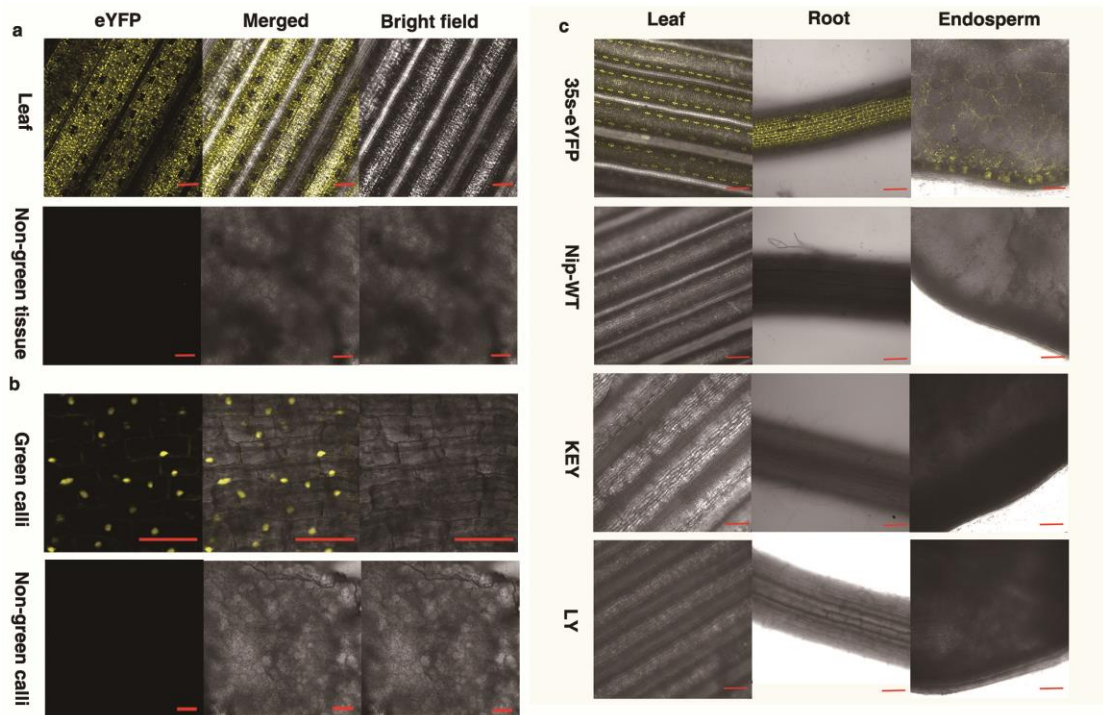 a
eYFP
Merged
Bright field
Leaf
Non-green tissue
b
Green calli
Non-green calli
c
Leaf
Root
Endosperm
35s-eYFP
Nip-WT
KEY
LY